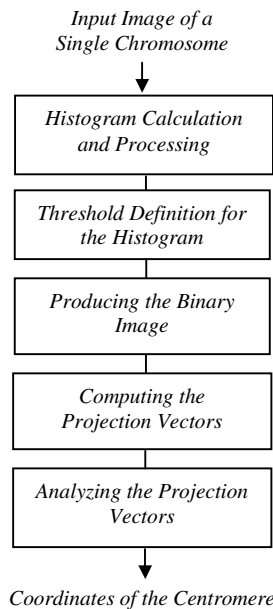 Input Image of a
Single Chromosome
Histogram Calculation
and Processing
Threshold Definition for
the Histogram
Producing the Binary
Image
Computing the
Projection Vectors
Analyzing the Projection
Vectors
Coordinates of the Centromere